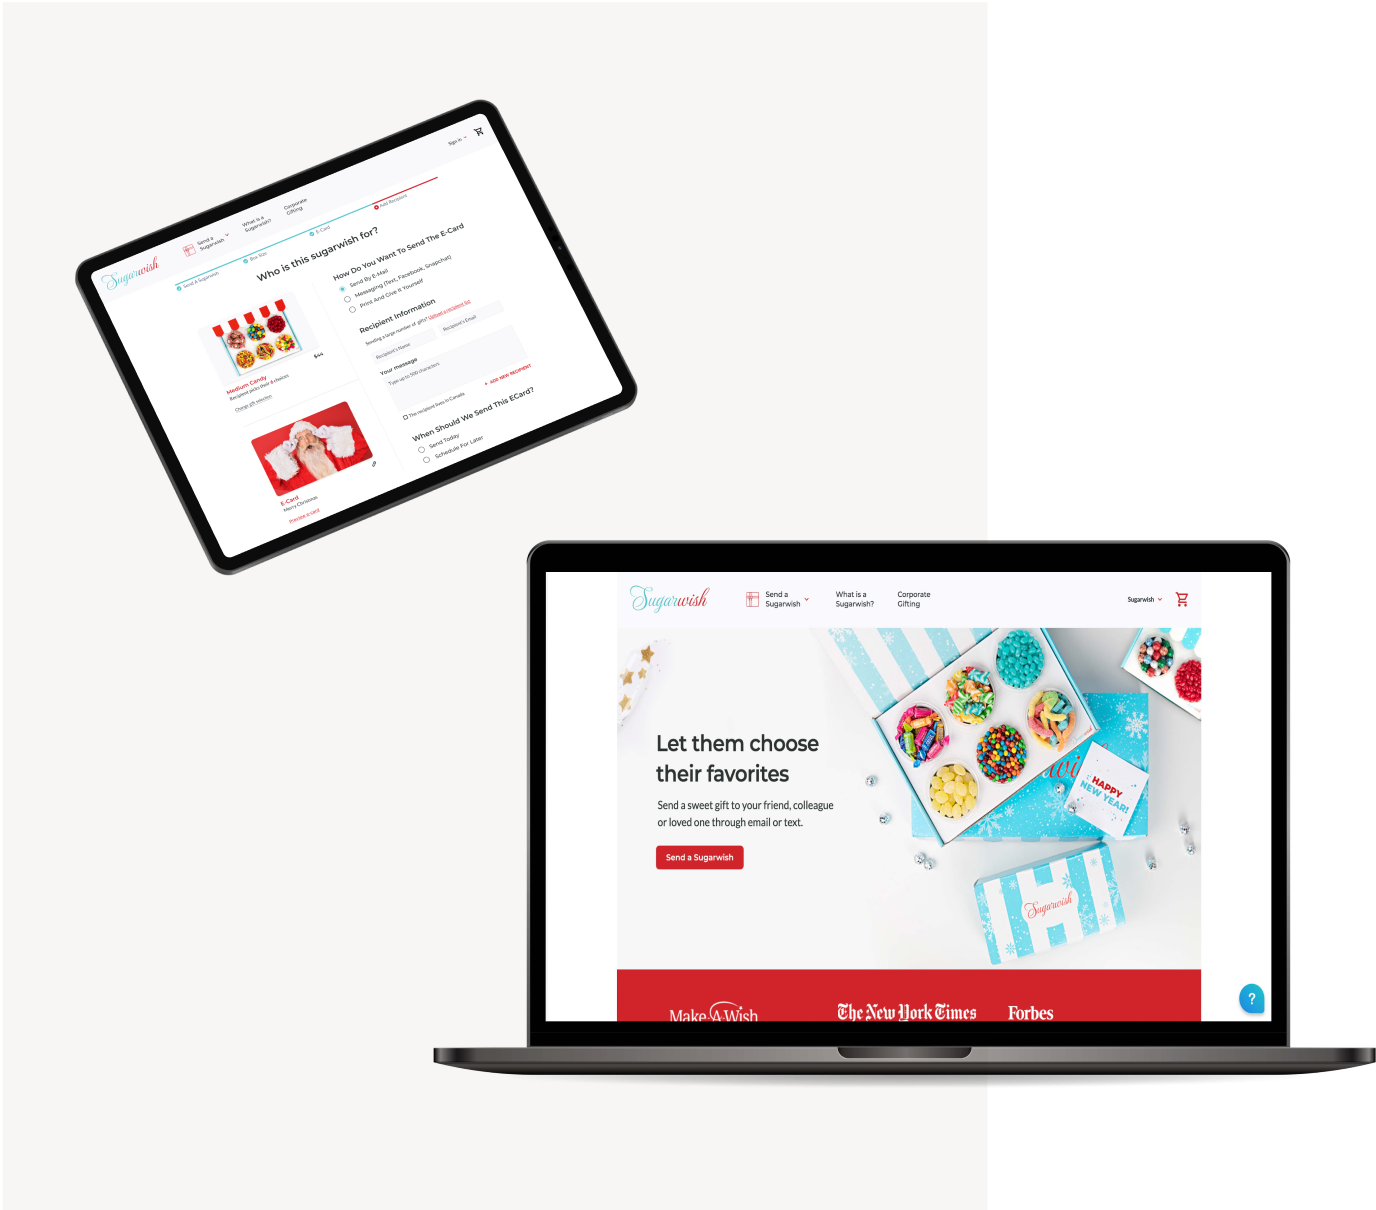 Sign In
Sugarwish
Send a
Sugarwish
What is a
Sugarwish?
Corporate
Gifting
Send A Sugarwish
Box Size
E-Card
Add Recipient
Who is this sugarwish for?
$44
Medium Candy
Recipient picks their 6 choices
Change gift selection
E-Card
Merry Christmas
Preview e-card
How Do You Want To Send The E-Card
Send By E-Mail
Messaging (Text, Facebook, Snapchat)
Print And Give It Yourself
Recipient Information
Sending a large number of gifts? Upload a recipient list
Recipient's Name
Recipient's Email
Your message
Type up to 500 characters
+ ADD NEW RECIPIENT
The recipient lives in Canada
When Should We Send This ECard?
Send Today
Schedule For Later
Sugarwish
Send a
Sugarwish
What is a
Sugarwish?
Corporate
Gifting
Sugarwish
Let them choose
their favorites
Send a sweet gift to your friend, colleague
or loved one through email or text.
Send a Sugarwish
wi
HAPPY
NEW YEAR!
Sugarwish
Make-A-Wish
The New York Times
Forbes
?